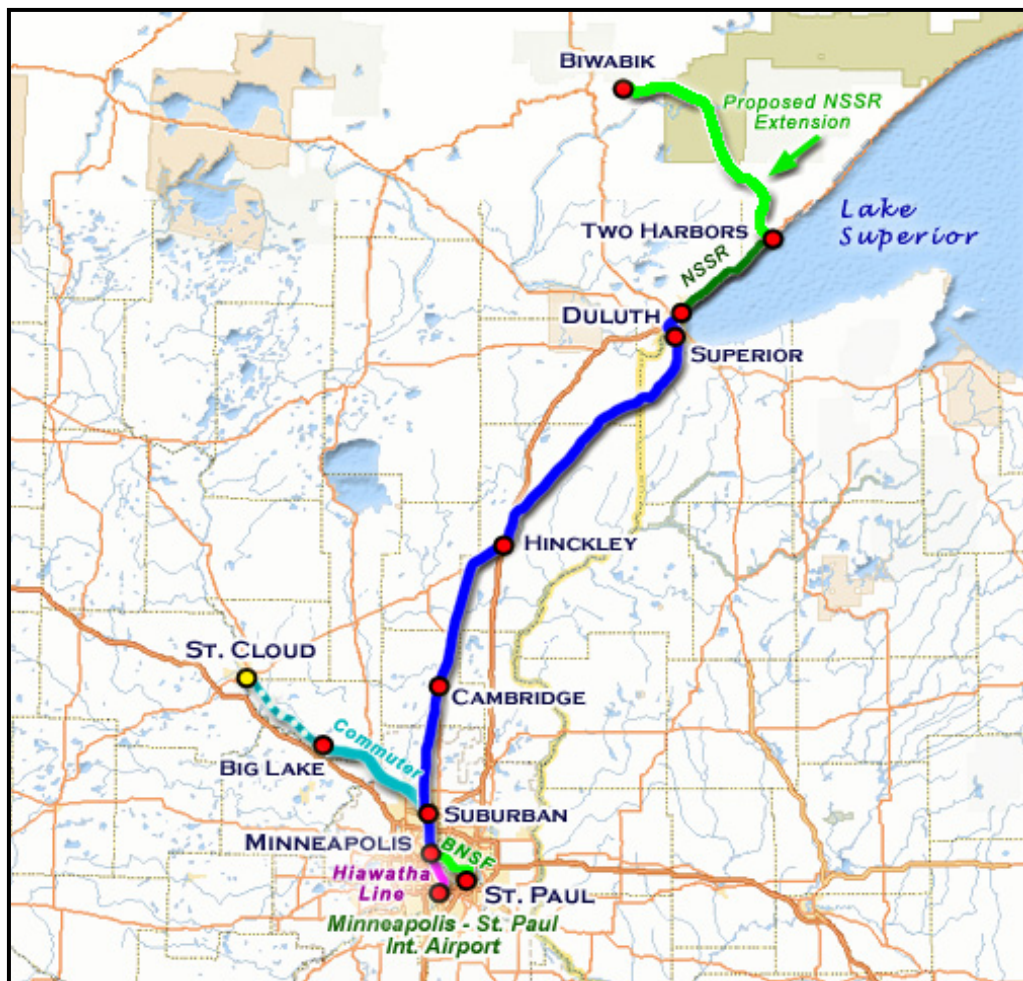 BIWABIK
Proposed NSSR
Extension
Lake
Superior
TWO HARBORS
NSSR
DULUTH
SUPERIOR
HINCKLEY
ST. CLOUD
CAMBRIDGE
Commuter
BIG LAKE
SUBURBAN
MINNEAPOLIS
BNSF
Hiawatha
Line
ST. PAUL
Minneapolis - St. Paul
Int. Airport